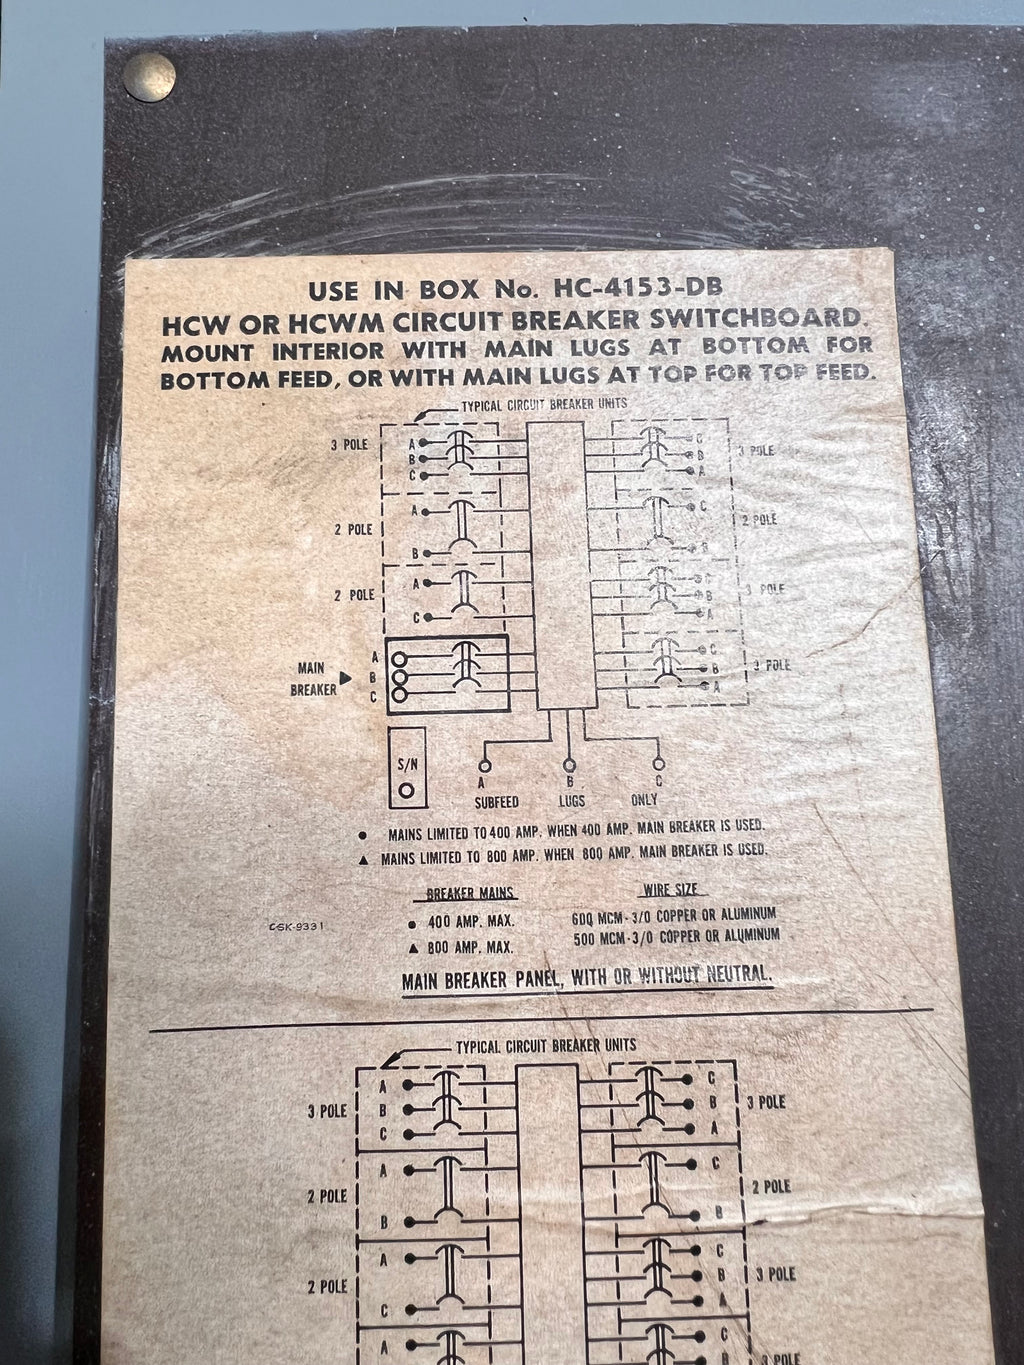 USE IN BOX No. HC-4153-DB
HCW OR HCWM CIRCUIT BREAKER SWITCHBOARD.
MOUNT INTERIOR WITH MAIN LUGS AT BOTTOM FOR
BOTTOM FEED, OR WITH MAIN LUGS AT TOP FOR TOP FEED.
TYPICAL CIRCUIT BREAKER UNITS
3 POLE A C 3 POLE
B B
C A
2 POLE A C 2 POLE
B B
2 POLE A C 3 POLE
B
C A
MAIN BREAKER A C 3 POLE
B B
C A
S/N
A B C
SUBFEED LUGS ONLY
● MAINS LIMITED TO 400 AMP. WHEN 400 AMP. MAIN BREAKER IS USED.
▲ MAINS LIMITED TO 800 AMP. WHEN 800 AMP. MAIN BREAKER IS USED.
BREAKER MAINS WIRE SIZE
● 400 AMP. MAX. 600 MCM-3/0 COPPER OR ALUMINUM
▲ 800 AMP. MAX. 500 MCM-3/0 COPPER OR ALUMINUM
CSK-9331
MAIN BREAKER PANEL, WITH OR WITHOUT NEUTRAL.
TYPICAL CIRCUIT BREAKER UNITS
3 POLE A C 3 POLE
B B
C A
2 POLE A C 2 POLE
B B
2 POLE A C 3 POLE
B
C A
A C
B 3 POLE